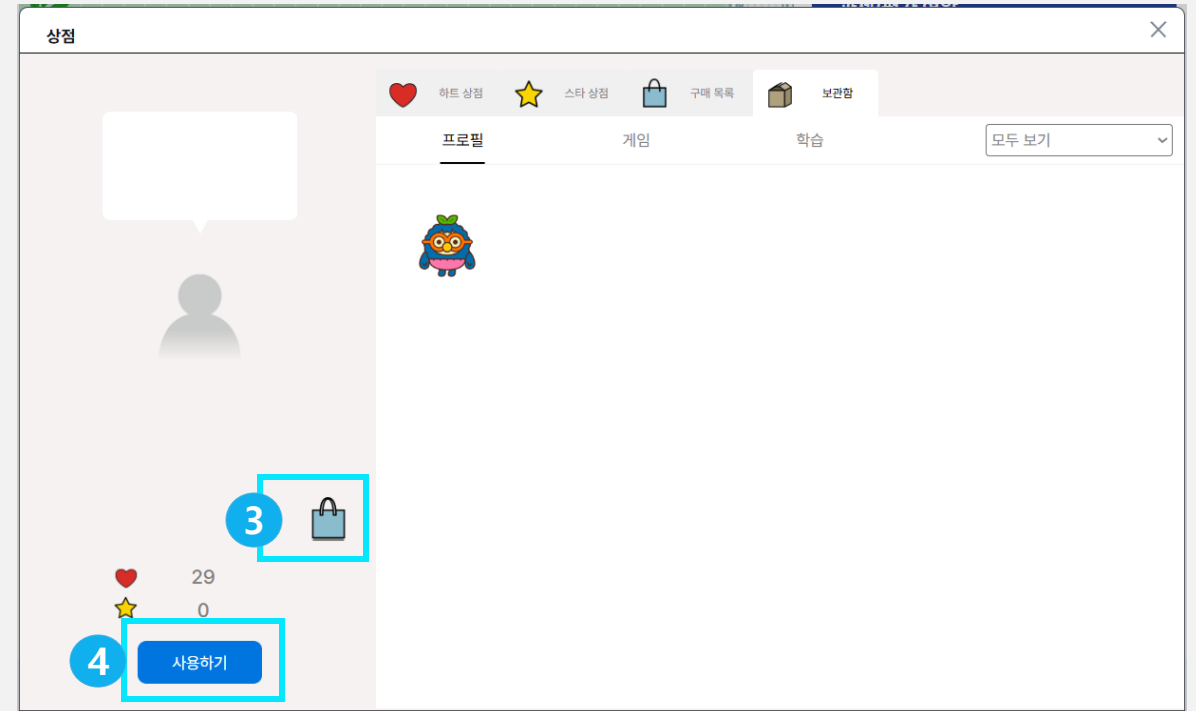 상점
하트 상점 스타 상점 구매 목록 보관함
프로필 게임 학습 모두 보기
3
29
0
4 사용하기